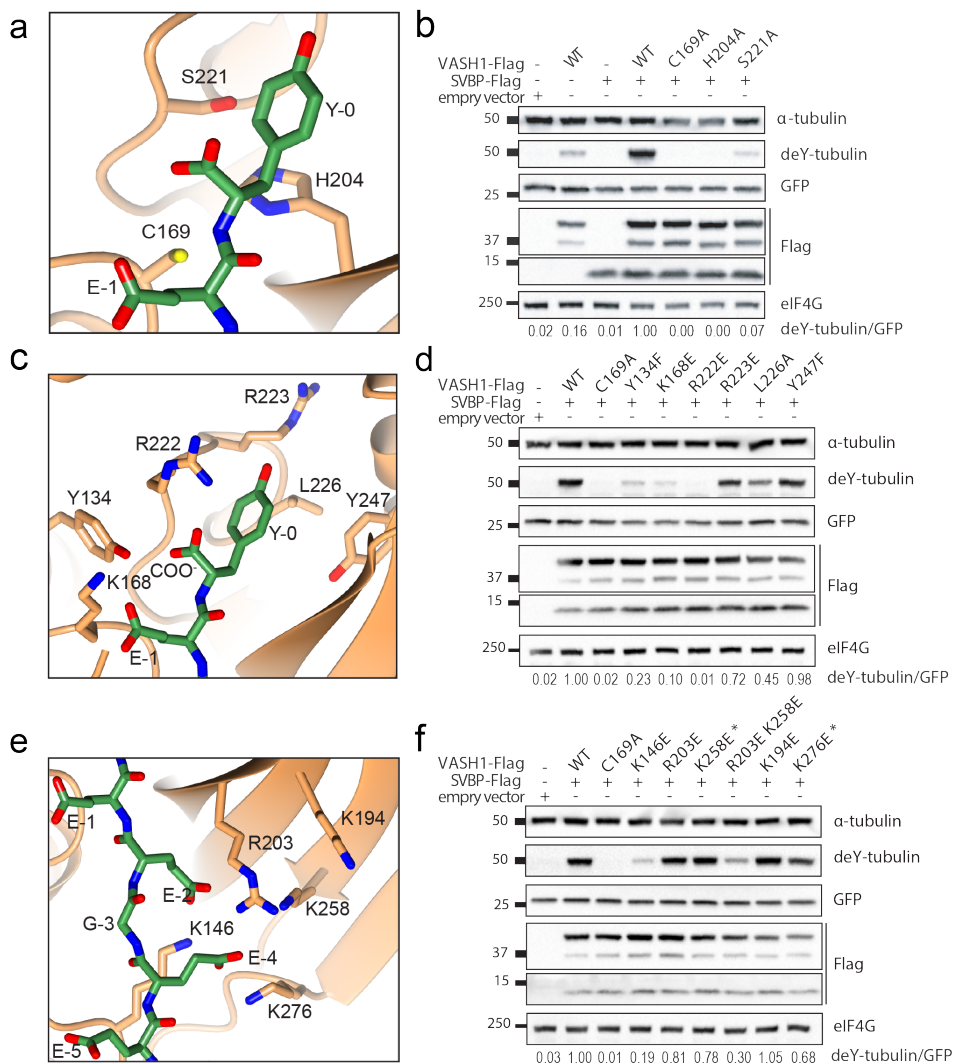 a
S221
Y-0
H204
C169
E-1
b
VASH1-Flag - WT - WT C169A H204A S221A
SVBP-Flag - - + + + + +
empry vector + - - - - - -
50 α-tubulin
50 deY-tubulin
25 GFP
37 Flag
15
250 eIF4G
0.02 0.16 0.01 1.00 0.00 0.00 0.07 deY-tubulin/GFP
c
R223
R222
Y134
L226
Y247
Y-0
COO-
K168
E-1
d
VASH1-Flag - WT C169A Y134F K168E R222E R223E L226A Y247F
SVBP-Flag - + + + + + + + +
empry vector + - - - - - - - -
50 α-tubulin
50 deY-tubulin
25 GFP
37 Flag
15
250 eIF4G
0.02 1.00 0.02 0.23 0.10 0.01 0.72 0.45 0.98 deY-tubulin/GFP
e
E-1
K194
R203
E-2
K258
G-3
K146
E-4
K276
E-5
f
VASH1-Flag - WT C169A K146E R203E K258E* R203E K258E K194E K276E*
SVBP-Flag - + + + + + + + +
empry vector + - - - - - - - -
50 α-tubulin
50 deY-tubulin
25 GFP
37 Flag
15
250 eIF4G
0.03 1.00 0.01 0.19 0.81 0.78 0.30 1.05 0.68 deY-tubulin/GFP